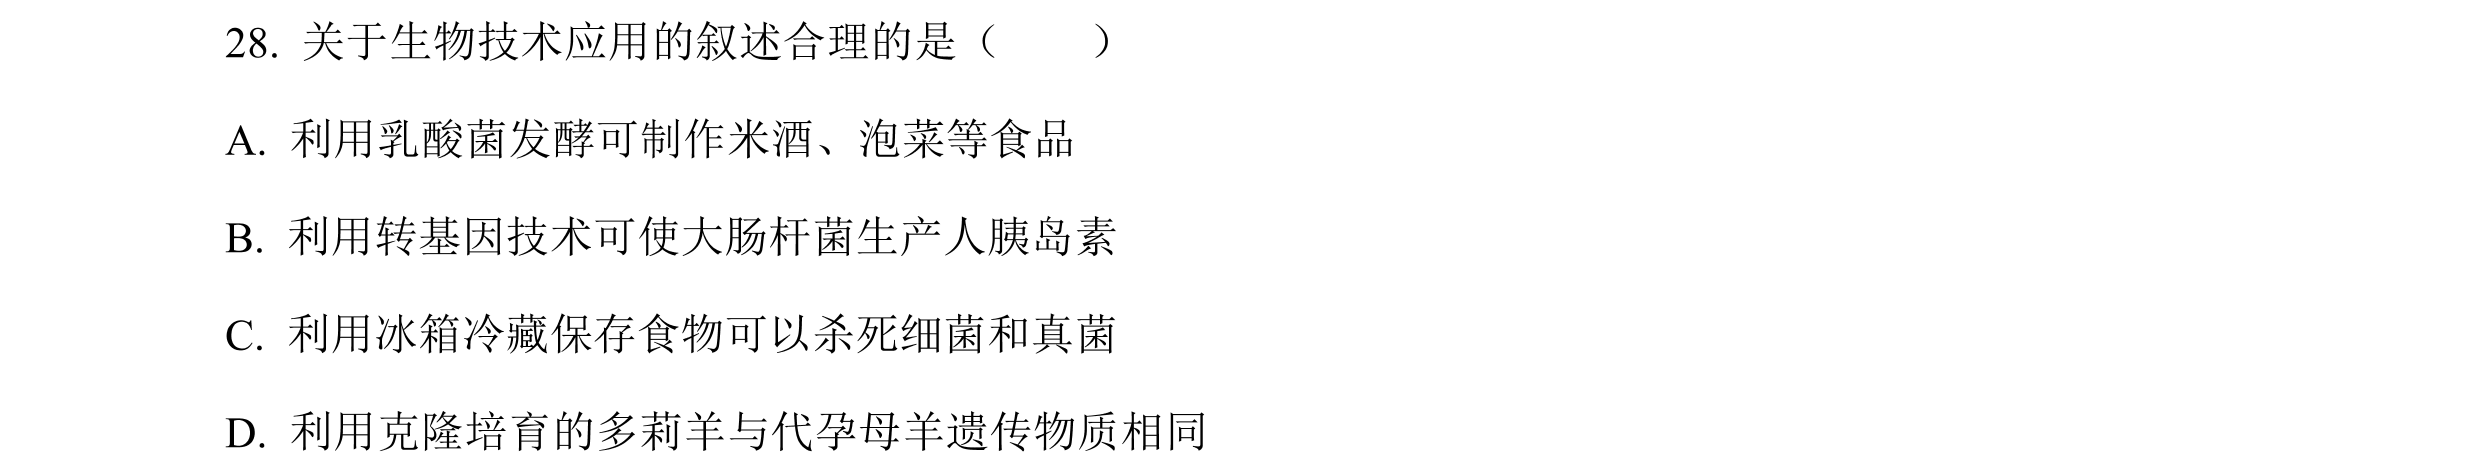 28. 关于生物技术应用的叙述合理的是（　　）
A. 利用乳酸菌发酵可制作米酒、泡菜等食品
B. 利用转基因技术可使大肠杆菌生产人胰岛素
C. 利用冰箱冷藏保存食物可以杀死细菌和真菌
D. 利用克隆培育的多莉羊与代孕母羊遗传物质相同